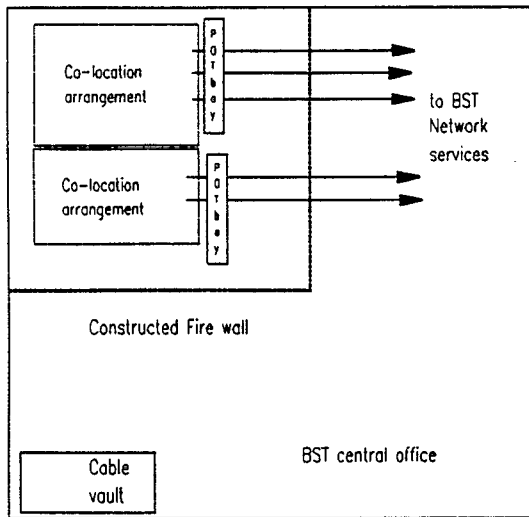 Co-location
arrangement
POT bay
to BST
Network
services
Co-location
arrangement
POT bay
Constructed Fire wall
BST central office
Cable
vault